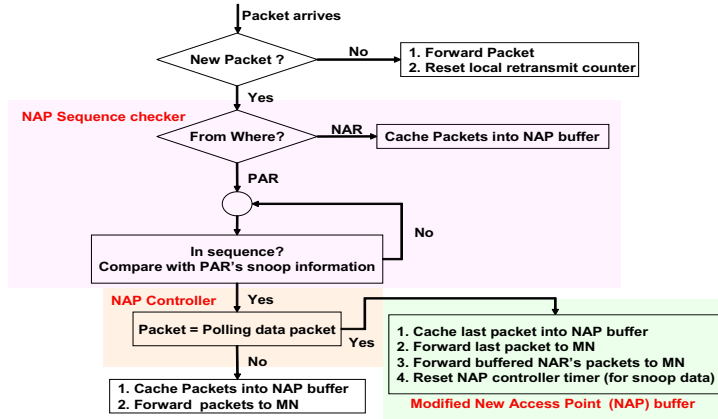 Packet arrives
New Packet ?
No
1. Forward Packet
2. Reset local retransmit counter
Yes
NAP Sequence checker
From Where?
NAR
Cache Packets into NAP buffer
PAR
No
In sequence?
Compare with PAR's snoop information
NAP Controller
Yes
Packet = Polling data packet
Yes
1. Cache last packet into NAP buffer
2. Forward last packet to MN
3. Forward buffered NAR's packets to MN
4. Reset NAP controller timer (for snoop data)
No
1. Cache Packets into NAP buffer
2. Forward packets to MN
Modified New Access Point (NAP) buffer